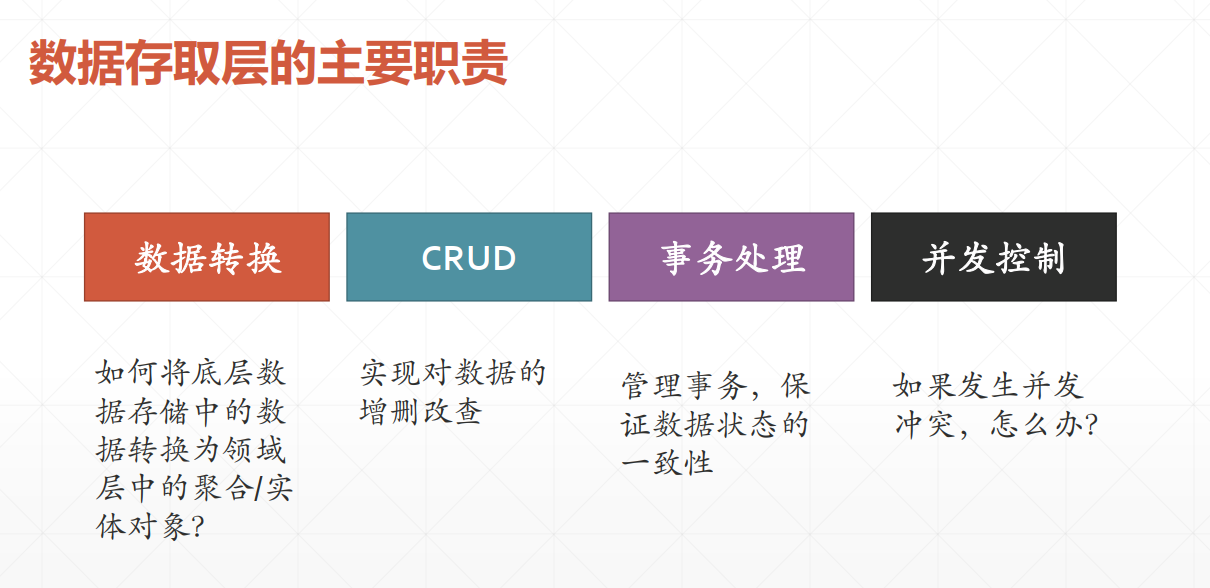 数据存取层的主要职责
数据转换
如何将底层数
据存储中的数
据转换为领域
层中的聚合/实
体对象?
CRUD
实现对数据的
增删改查
事务处理
管理事务，保
证数据状态的
一致性
并发控制
如果发生并发
冲突，怎么办?